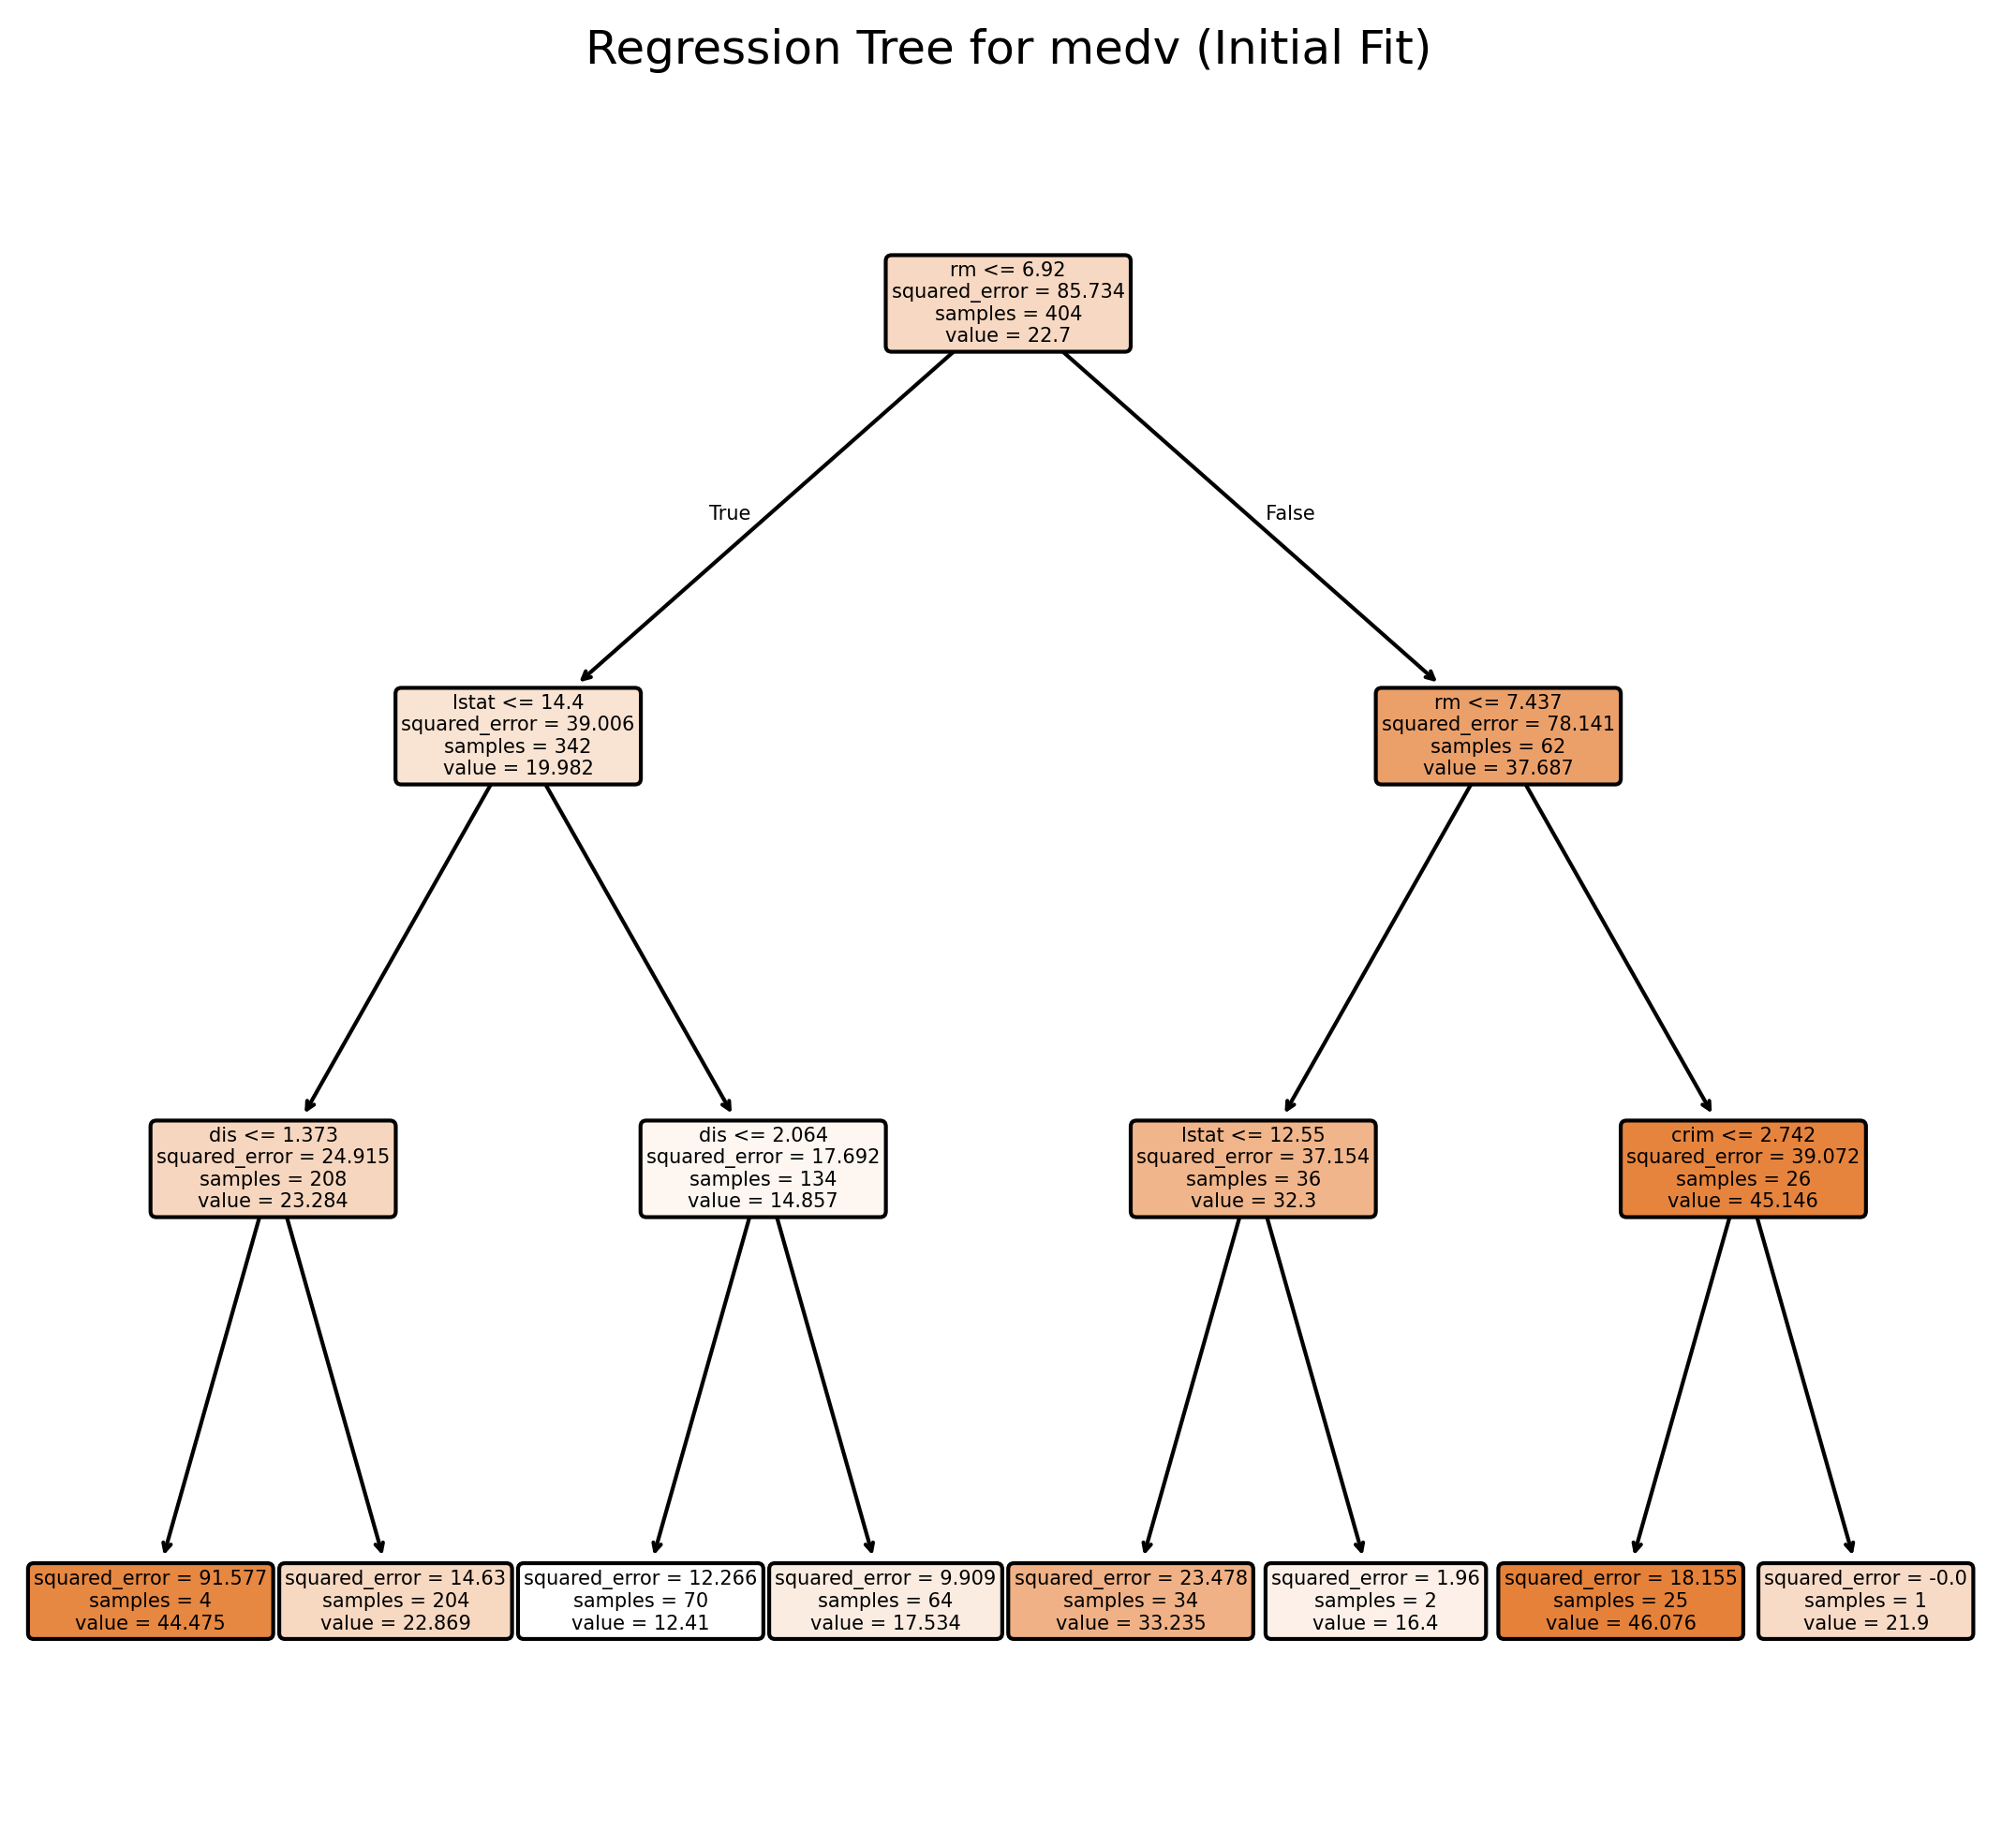 Regression Tree for medv (Initial Fit)
rm <= 6.92
squared_error = 85.734
samples = 404
value = 22.7
True
False
lstat <= 14.4
squared_error = 39.006
samples = 342
value = 19.982
rm <= 7.437
squared_error = 78.141
samples = 62
value = 37.687
dis <= 1.373
squared_error = 24.915
samples = 208
value = 23.284
dis <= 2.064
squared_error = 17.692
samples = 134
value = 14.857
lstat <= 12.55
squared_error = 37.154
samples = 36
value = 32.3
crim <= 2.742
squared_error = 39.072
samples = 26
value = 45.146
squared_error = 91.577
samples = 4
value = 44.475
squared_error = 14.63
samples = 204
value = 22.869
squared_error = 12.266
samples = 70
value = 12.41
squared_error = 9.909
samples = 64
value = 17.534
squared_error = 23.478
samples = 34
value = 33.235
squared_error = 1.96
samples = 2
value = 16.4
squared_error = 18.155
samples = 25
value = 46.076
squared_error = -0.0
samples = 1
value = 21.9